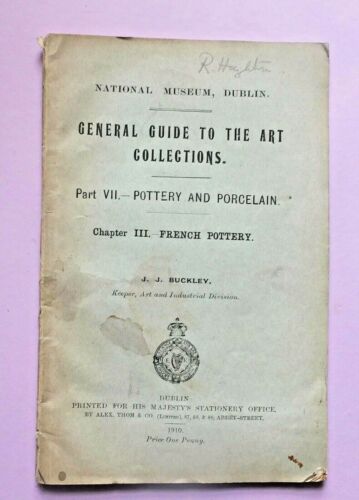 R. Haghton
NATIONAL MUSEUM, DUBLIN.
GENERAL GUIDE TO THE ART
COLLECTIONS.
Part VII.—POTTERY AND PORCELAIN.
Chapter III.—FRENCH POTTERY.
J. J. BUCKLEY,
Keeper, Art and Industrial Division.
DUBLIN
PRINTED FOR HIS MAJESTY'S STATIONERY OFFICE,
BY ALEX. THOM & CO. (LIMITED), 87, 88, & 89, ABBEY-STREET.
1910.
Price One Penny.